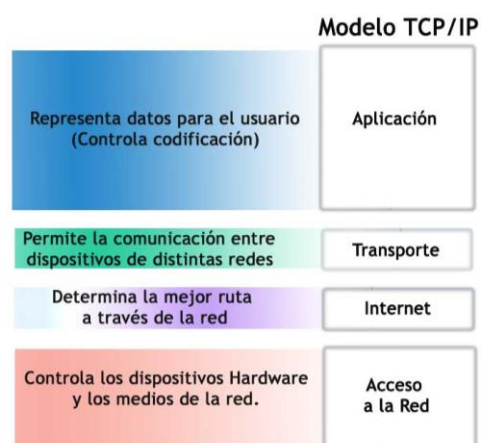 Modelo TCP/IP
Representa datos para el usuario
(Controla codificación)
Aplicación
Permite la comunicación entre
dispositivos de distintas redes
Transporte
Determina la mejor ruta
a través de la red
Internet
Controla los dispositivos Hardware
y los medios de la red.
Acceso
a la Red